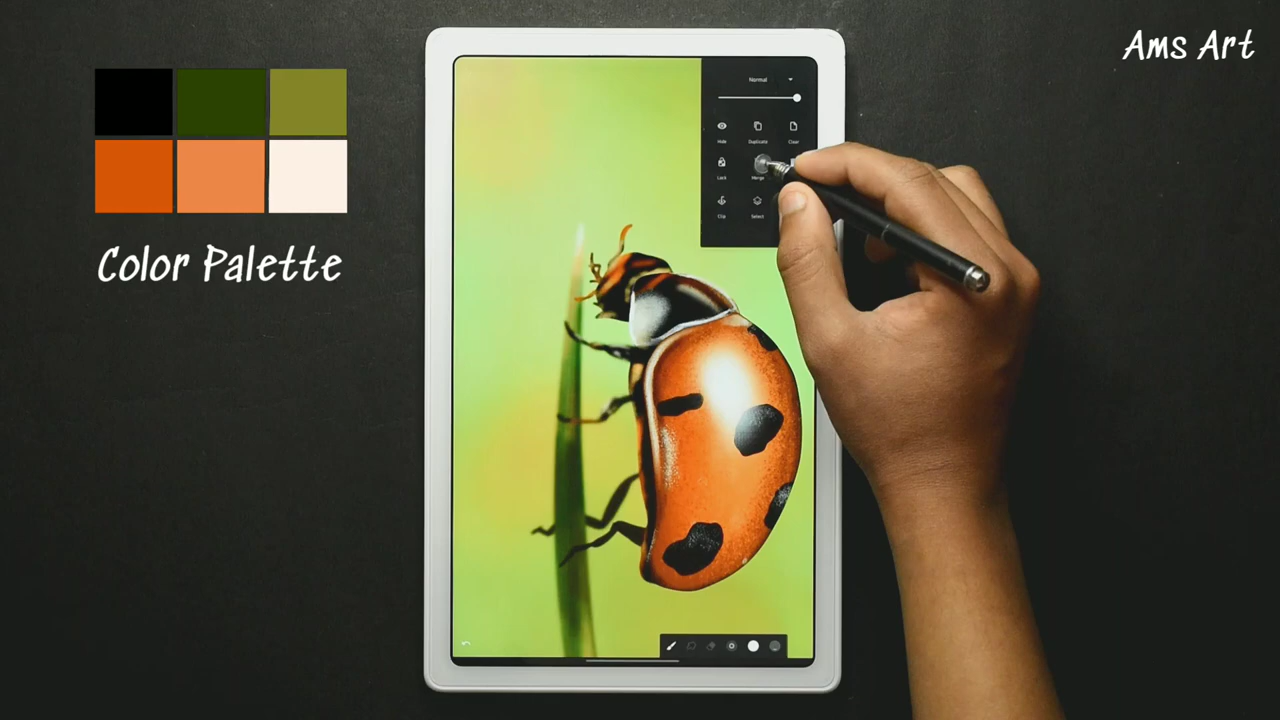 Ams Art
Color Palette
Normal
Hide Duplicate Clear
Lock Merge
Clip Select